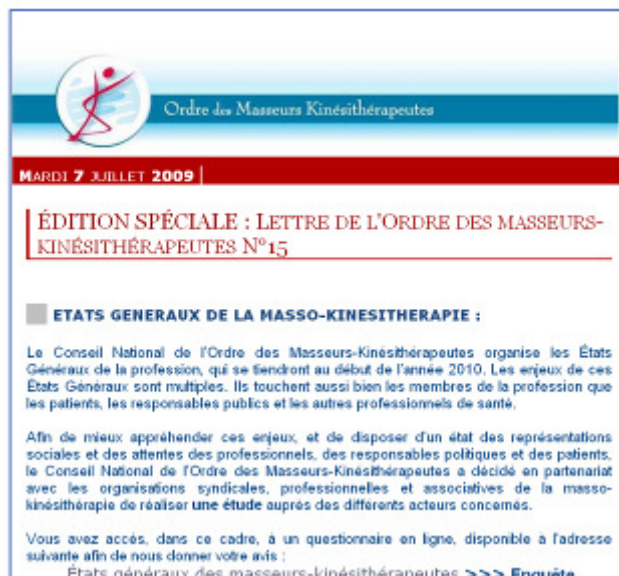 Ordre des Masseurs Kinésithérapeutes
MARDI 7 JUILLET 2009
ÉDITION SPÉCIALE : LETTRE DE L'ORDRE DES MASSEURS-
KINÉSITHÉRAPEUTES N°15
ETATS GENERAUX DE LA MASSO-KINESITHERAPIE :
Le Conseil National de l'Ordre des Masseurs-Kinésithérapeutes organise les États
Généraux de la profession, qui se tiendront au début de l'année 2010. Les enjeux de ces
États Généraux sont multiples. Ils touchent aussi bien les membres de la profession que
les patients, les responsables publics et les autres professionnels de santé.
Afin de mieux appréhender ces enjeux, et de disposer d'un état des représentations
sociales et des attentes des professionnels, des responsables politiques et des patients,
le Conseil National de l'Ordre des Masseurs-Kinésithérapeutes a décidé en partenariat
avec les organisations syndicales, professionnelles et associatives de la masso-
kinésithérapie de réaliser une étude auprès des différents acteurs concernés.
Vous avez accès, dans ce cadre, à un questionnaire en ligne, disponible à l'adresse
suivante afin de nous donner votre avis :
États généraux des masseurs-kinésithérapeutes >>> Enquête